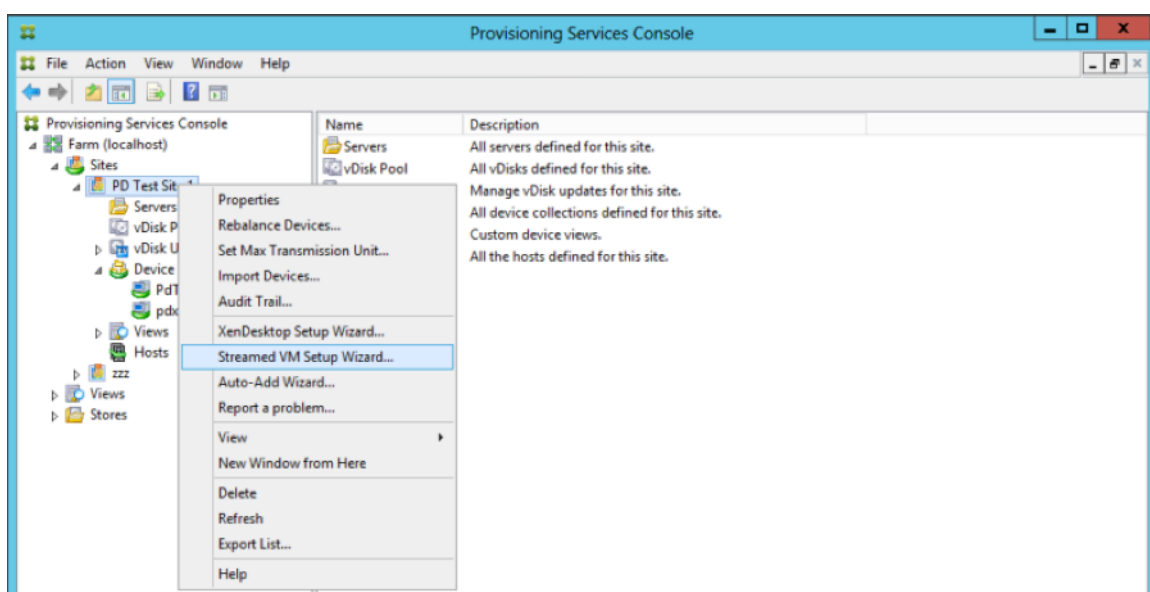 Provisioning Services Console
File Action View Window Help
Provisioning Services Console
Farm (localhost)
Sites
PD Test
Servers
vDisk
vDisk
Device
Views
Hosts
zzz
Views
Stores
Name Description
Servers All servers defined for this site.
vDisk Pool All vDisks defined for this site.
Manage vDisk updates for this site.
All device collections defined for this site.
Custom device views.
All the hosts defined for this site.
Properties
Rebalance Devices...
Set Max Transmission Unit...
Import Devices...
Audit Trail...
XenDesktop Setup Wizard...
Streamed VM Setup Wizard...
Auto-Add Wizard...
Report a problem...
View
New Window from Here
Delete
Refresh
Export List...
Help